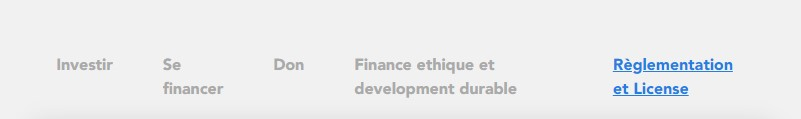 Investir
Se
financer
Don
Finance ethique et
development durable
Règlementation
et License